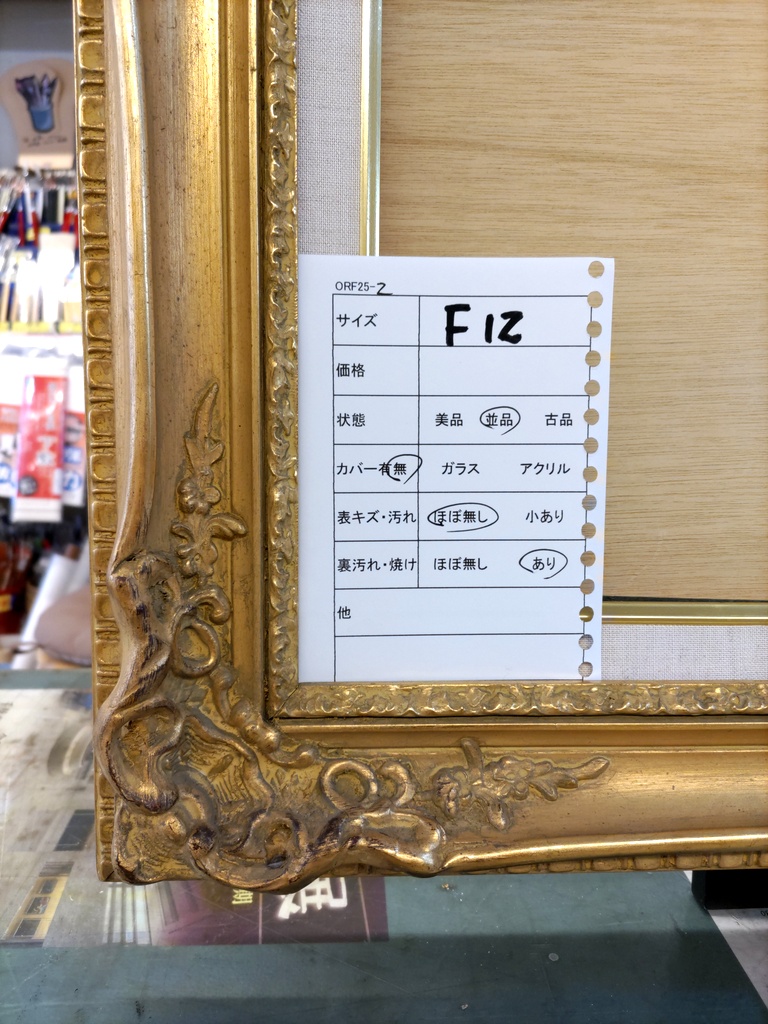 ORF25-2
サイズ F12
価格
状態 美品 並品 古品
カバー有無 ガラス アクリル
表キズ・汚れ ほぼ無し 小あり
裏汚れ・焼け ほぼ無し あり
他